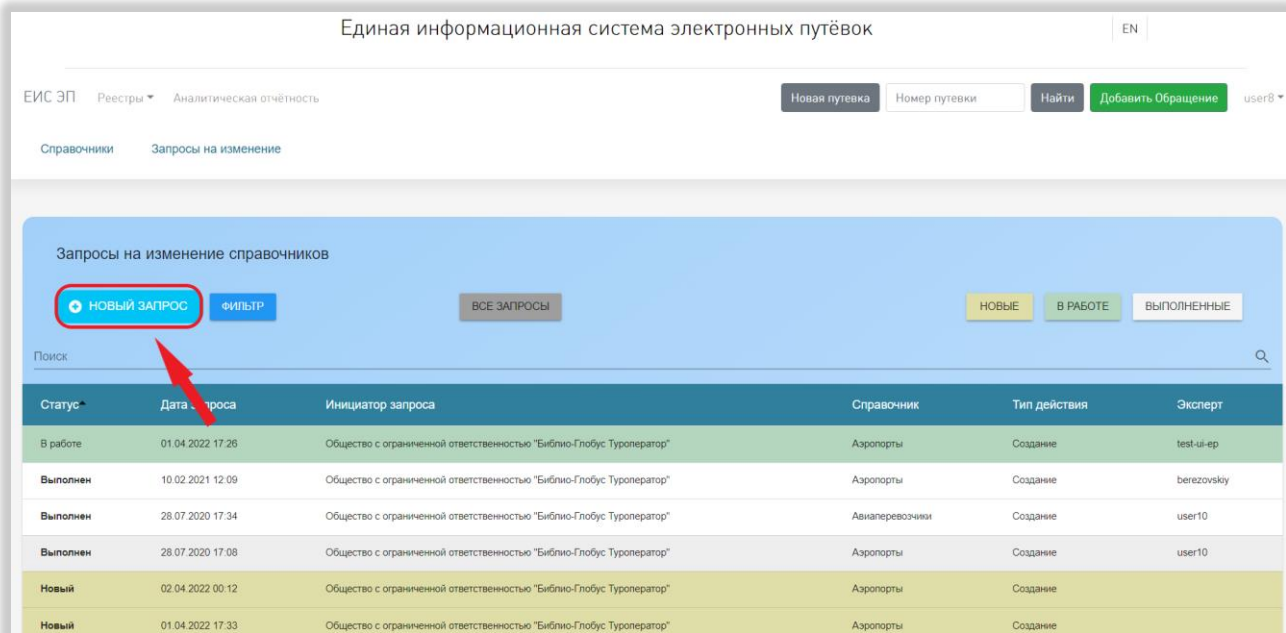 Единая информационная система электронных путёвок EN
ЕИС ЭП Реестры Аналитическая отчётность Новая путевка Номер путевки Найти Добавить Обращение user8
Справочники Запросы на изменение
Запросы на изменение справочников
НОВЫЙ ЗАПРОС ФИЛЬТР ВСЕ ЗАПРОСЫ НОВЫЕ В РАБОТЕ ВЫПОЛНЕННЫЕ
Поиск
Статус Дата запроса Инициатор запроса Справочник Тип действия Эксперт
В работе 01.04.2022 17:26 Общество с ограниченной ответственностью "Библио-Глобус Туроператор" Аэропорты Создание test-ui-ep
Выполнен 10.02.2021 12:09 Общество с ограниченной ответственностью "Библио-Глобус Туроператор" Аэропорты Создание berezovskiy
Выполнен 28.07.2020 17:34 Общество с ограниченной ответственностью "Библио-Глобус Туроператор" Авиаперевозчики Создание user10
Выполнен 28.07.2020 17:08 Общество с ограниченной ответственностью "Библио-Глобус Туроператор" Аэропорты Создание user10
Новый 02.04.2022 00:12 Общество с ограниченной ответственностью "Библио-Глобус Туроператор" Аэропорты Создание
Новый 01.04.2022 17:33 Общество с ограниченной ответственностью "Библио-Глобус Туроператор" Аэропорты Создание